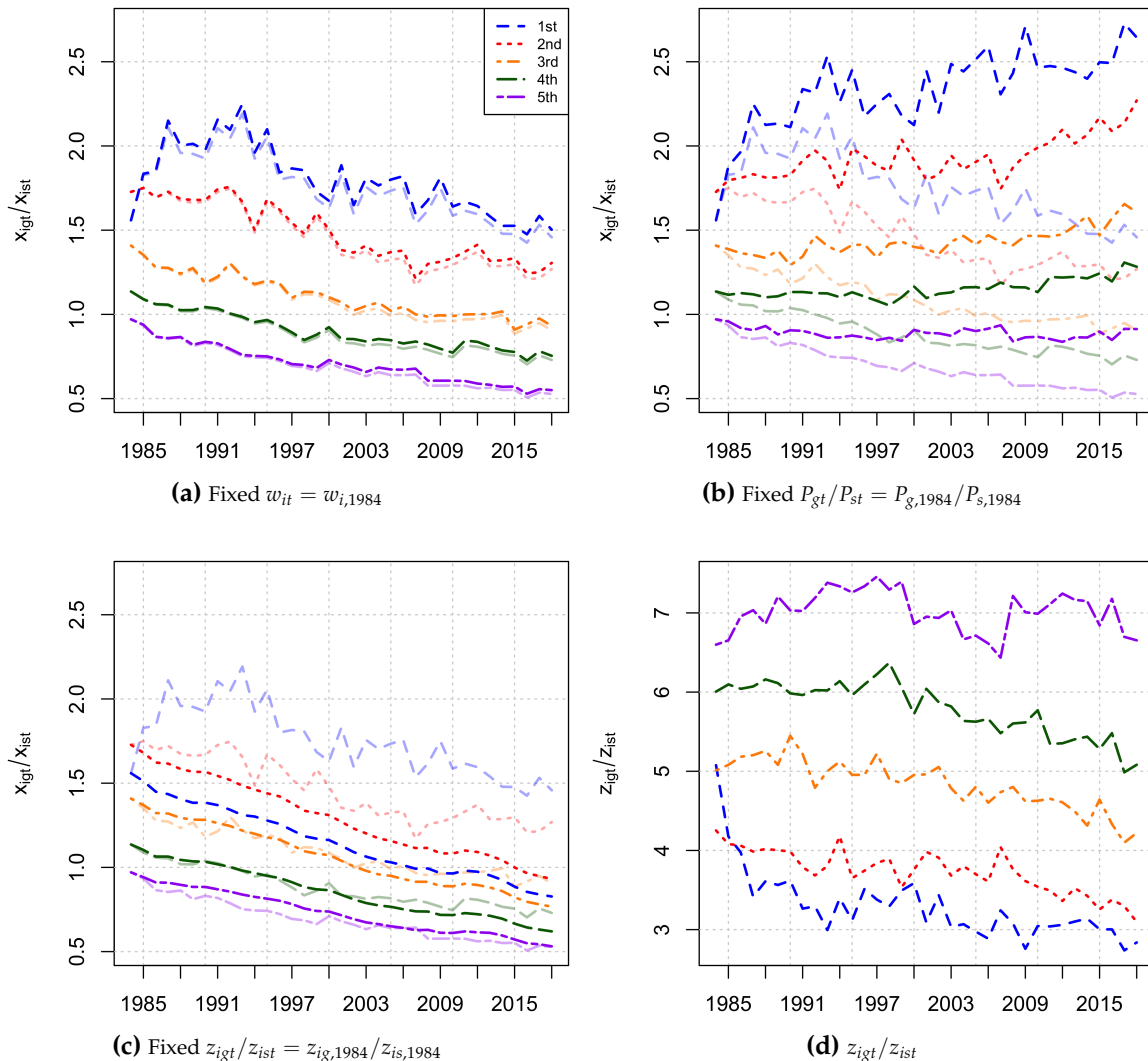 1st
2nd
3rd
4th
5th
x_igt/x_ist
0.5 1.0 1.5 2.0 2.5
1985 1991 1997 2003 2009 2015
(a) Fixed w_it = w_i,1984
x_igt/x_ist
0.5 1.0 1.5 2.0 2.5
1985 1991 1997 2003 2009 2015
(b) Fixed P_gt/P_st = P_g,1984/P_s,1984
x_igt/x_ist
0.5 1.0 1.5 2.0 2.5
1985 1991 1997 2003 2009 2015
(c) Fixed z_igt/z_ist = z_ig,1984/z_is,1984
z_igt/z_ist
3 4 5 6 7
1985 1991 1997 2003 2009 2015
(d) z_igt/z_ist